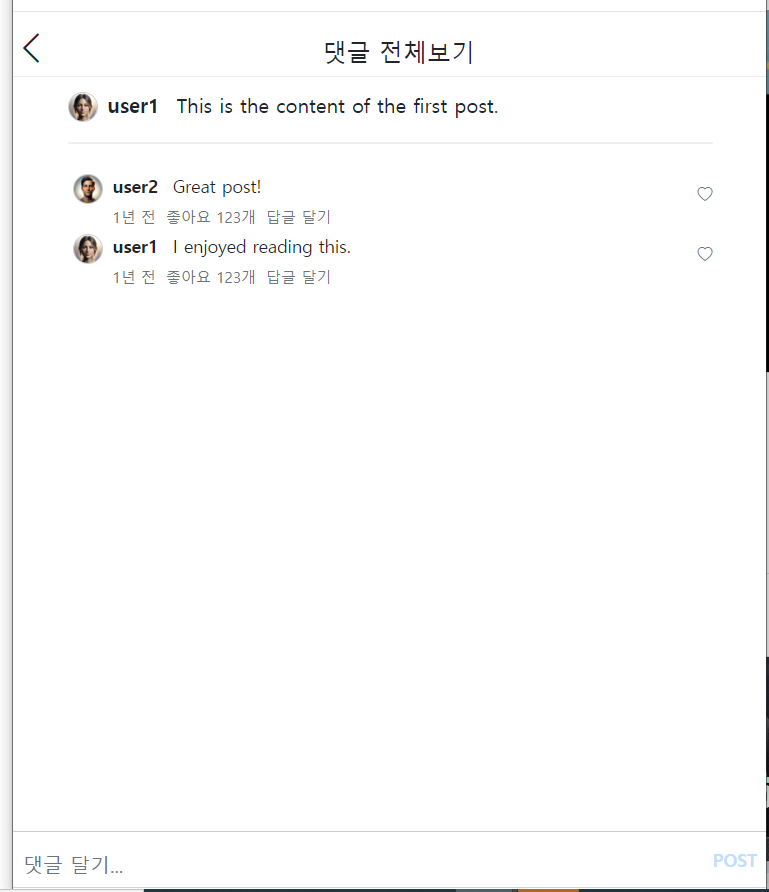 댓글 전체보기
user1 This is the content of the first post.
user2 Great post!
1년 전 좋아요 123개 답글 달기
user1 I enjoyed reading this.
1년 전 좋아요 123개 답글 달기
댓글 달기... POST